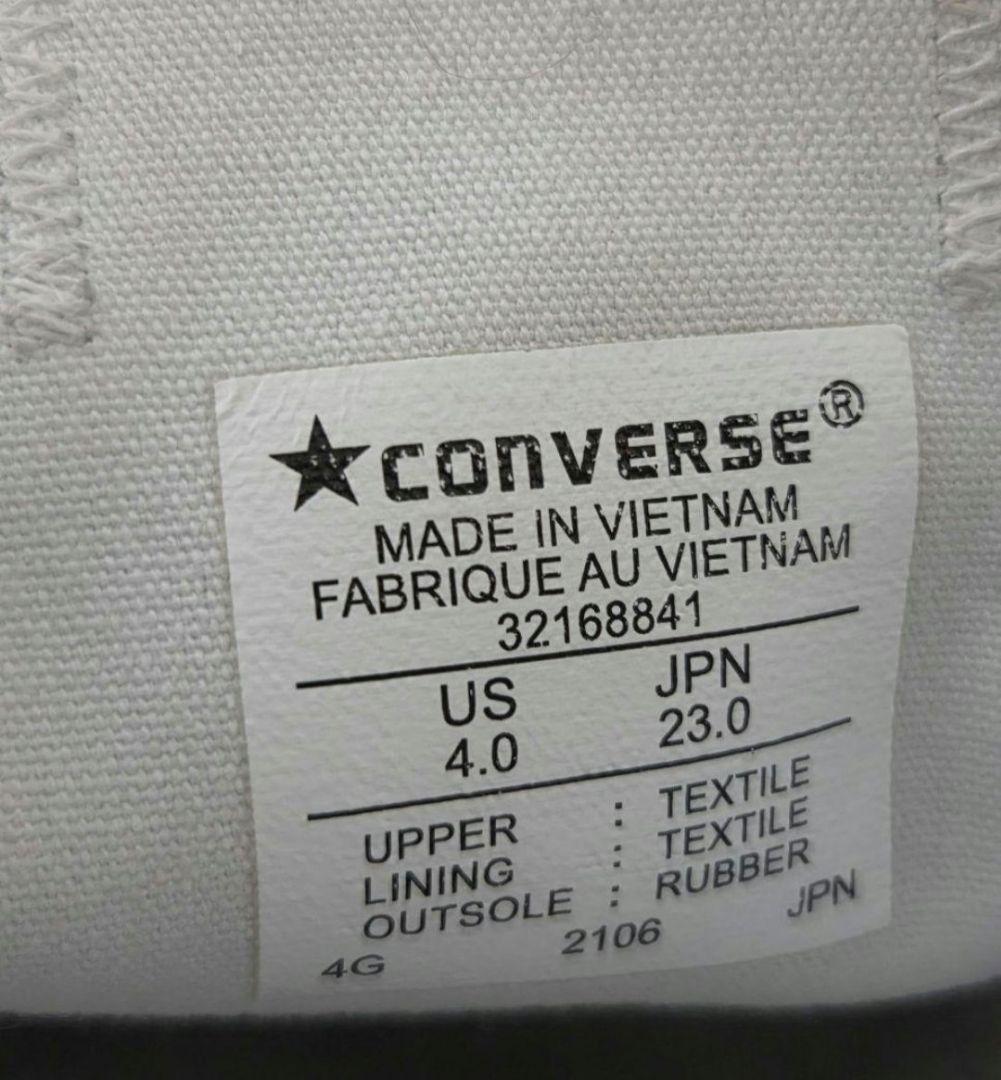 ★CONVERSE®
MADE IN VIETNAM
FABRIQUE AU VIETNAM
32168841
US JPN
4.0 23.0
UPPER : TEXTILE
LINING : TEXTILE
OUTSOLE : RUBBER
4G 2106 JPN